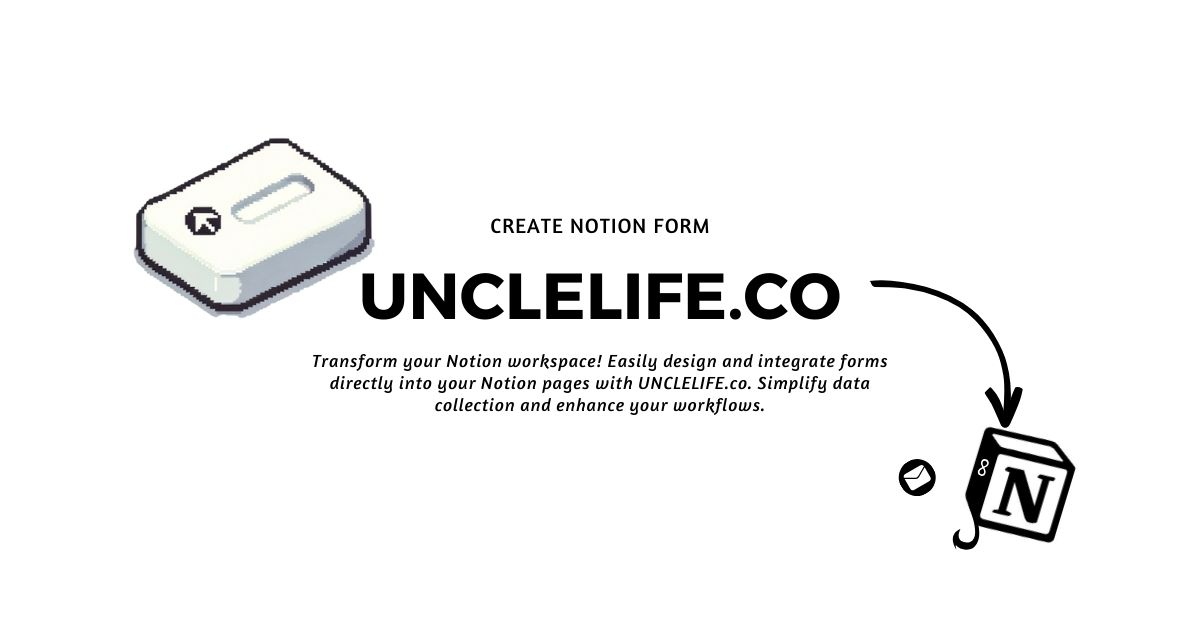 CREATE NOTION FORM
UNCLELIFE.CO
Transform your Notion workspace! Easily design and integrate forms
directly into your Notion pages with UNCLELIFE.co. Simplify data
collection and enhance your workflows.
8
N